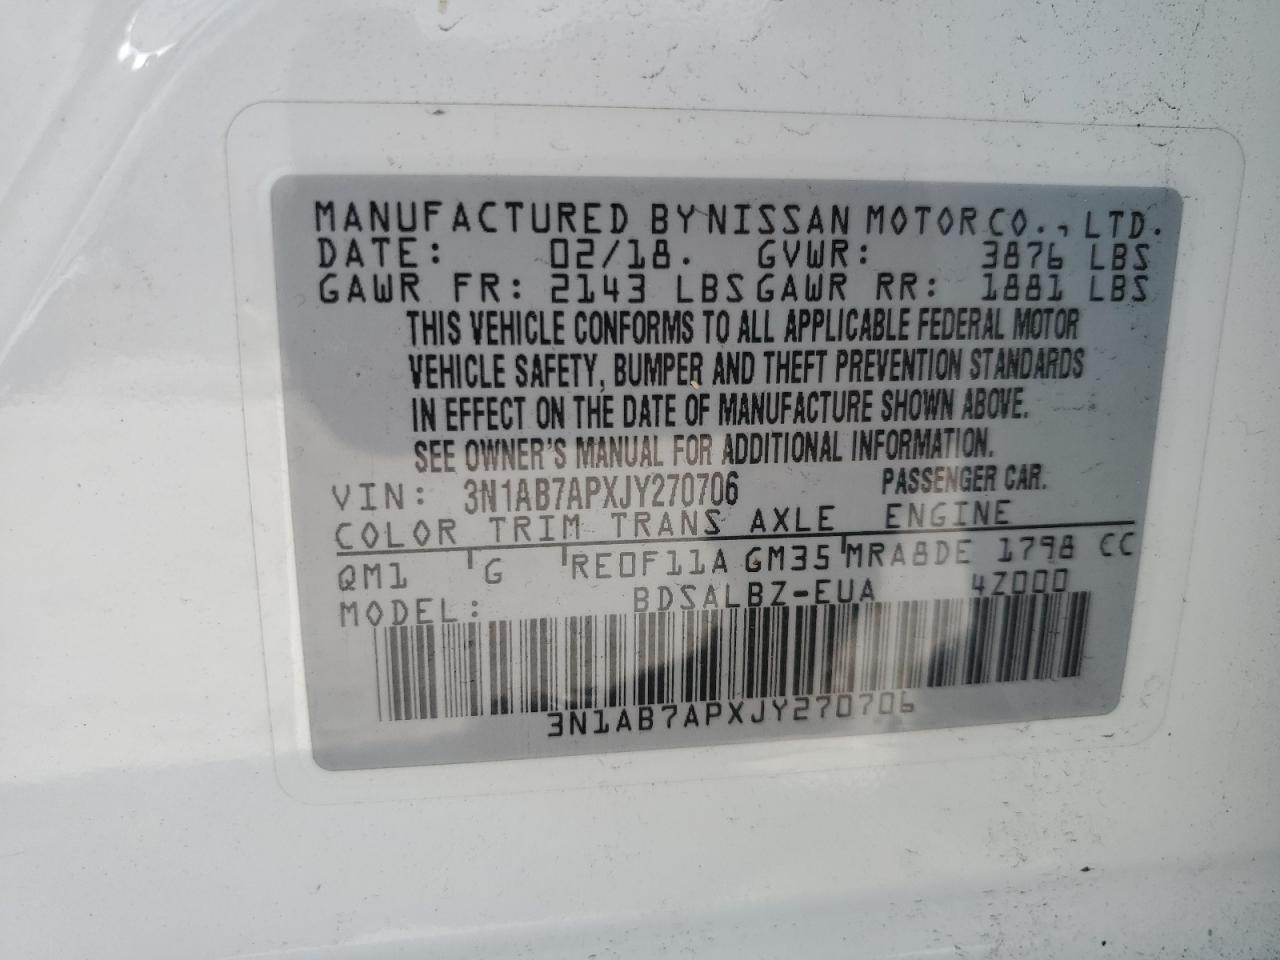 MANUFACTURED BY NISSAN MOTOR CO., LTD.
DATE: 02/18. GVWR: 3876 LBS
GAWR FR: 2143 LBS GAWR RR: 1881 LBS
THIS VEHICLE CONFORMS TO ALL APPLICABLE FEDERAL MOTOR
VEHICLE SAFETY, BUMPER AND THEFT PREVENTION STANDARDS
IN EFFECT ON THE DATE OF MANUFACTURE SHOWN ABOVE.
SEE OWNER'S MANUAL FOR ADDITIONAL INFORMATION.
VIN: 3N1AB7APXJY270706 PASSENGER CAR.
COLOR TRIM TRANS AXLE ENGINE
QM1 G RE0F11A GM35 MRA8DE 1798 CC
MODEL: BDSALBZ-EUA 4Z000
3N1AB7APXJY270706